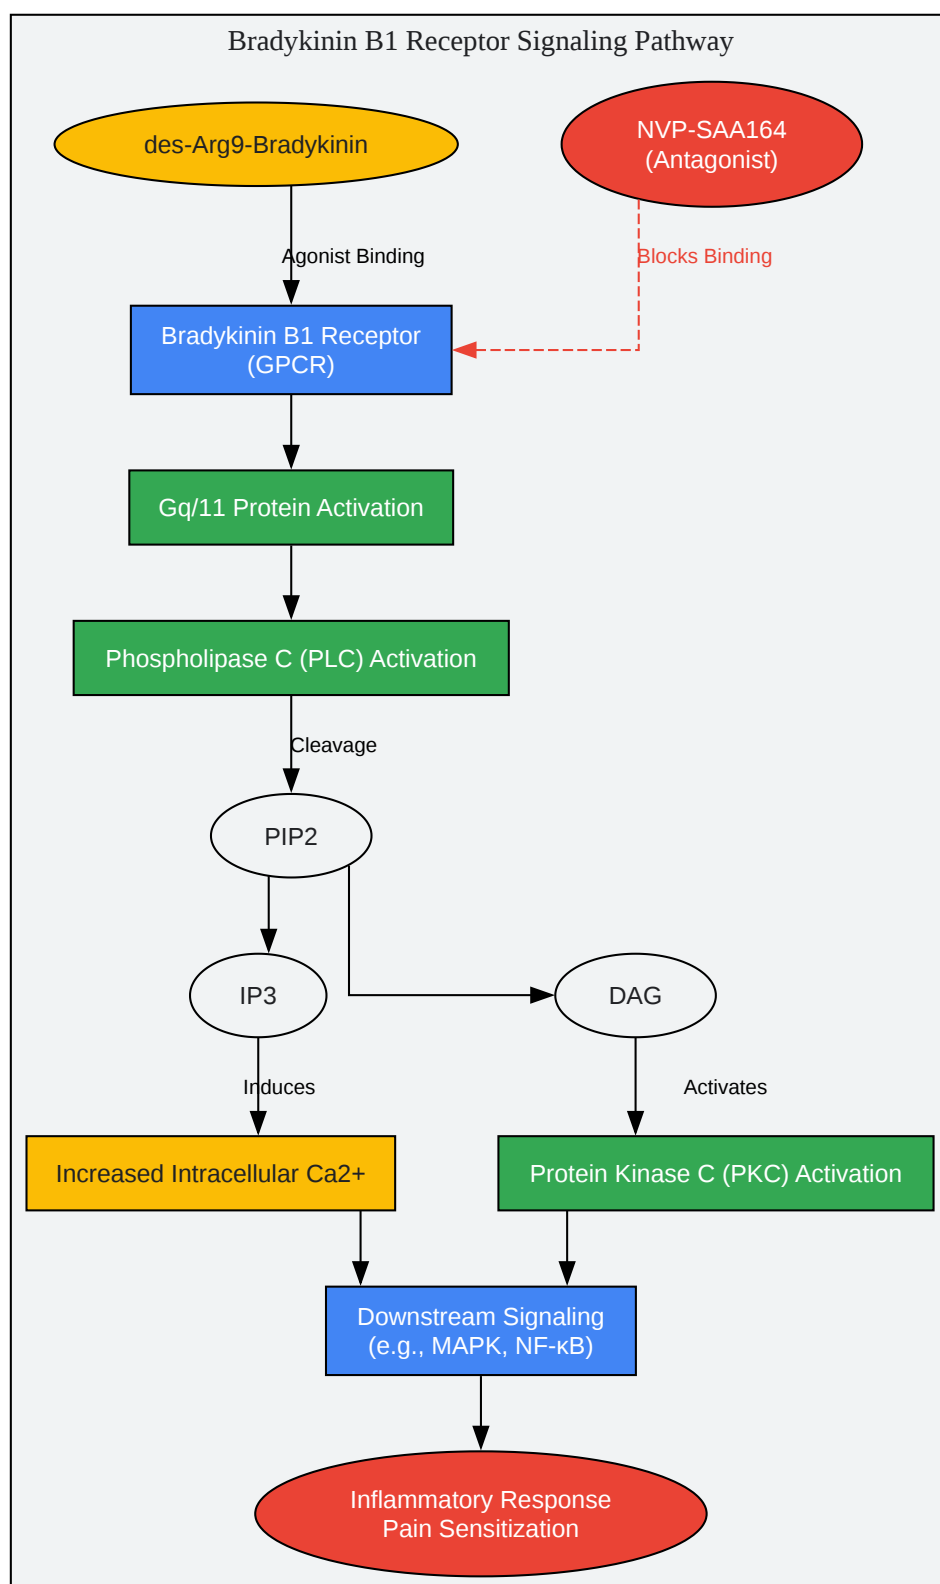 Bradykinin B1 Receptor Signaling Pathway
des-Arg9-Bradykinin
NVP-SAA164
(Antagonist)
Agonist Binding
Blocks Binding
Bradykinin B1 Receptor
(GPCR)
Gq/11 Protein Activation
Phospholipase C (PLC) Activation
Cleavage
PIP2
IP3
DAG
Induces
Activates
Increased Intracellular Ca2+
Protein Kinase C (PKC) Activation
Downstream Signaling
(e.g., MAPK, NF-κB)
Inflammatory Response
Pain Sensitization